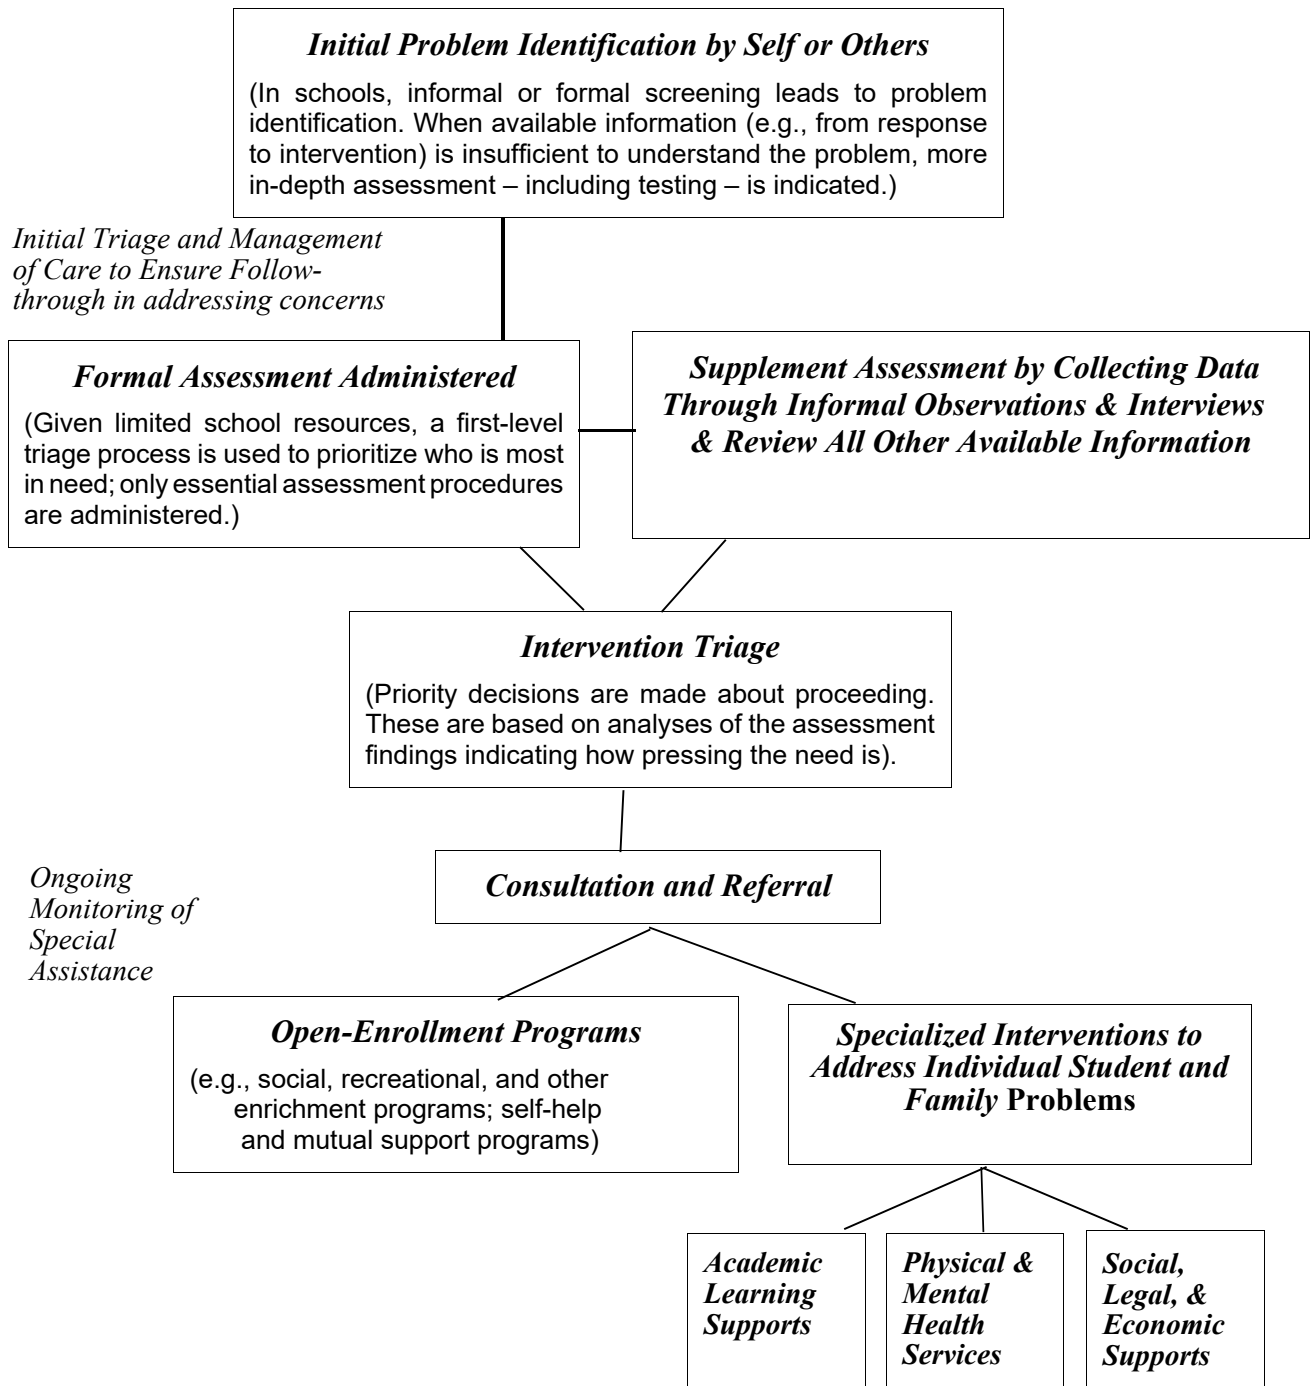 Initial Problem Identification by Self or Others
(In schools, informal or formal screening leads to problem
identification. When available information (e.g., from response
to intervention) is insufficient to understand the problem, more
in-depth assessment – including testing – is indicated.)
Initial Triage and Management
of Care to Ensure Follow-
through in addressing concerns
Formal Assessment Administered
(Given limited school resources, a first-level
triage process is used to prioritize who is most
in need; only essential assessment procedures
are administered.)
Supplement Assessment by Collecting Data
Through Informal Observations & Interviews
& Review All Other Available Information
Intervention Triage
(Priority decisions are made about proceeding.
These are based on analyses of the assessment
findings indicating how pressing the need is).
Consultation and Referral
Ongoing
Monitoring of
Special
Assistance
Open-Enrollment Programs
(e.g., social, recreational, and other
enrichment programs; self-help
and mutual support programs)
Specialized Interventions to
Address Individual Student and
Family Problems
Academic
Learning
Supports
Physical &
Mental
Health
Services
Social,
Legal, &
Economic
Supports